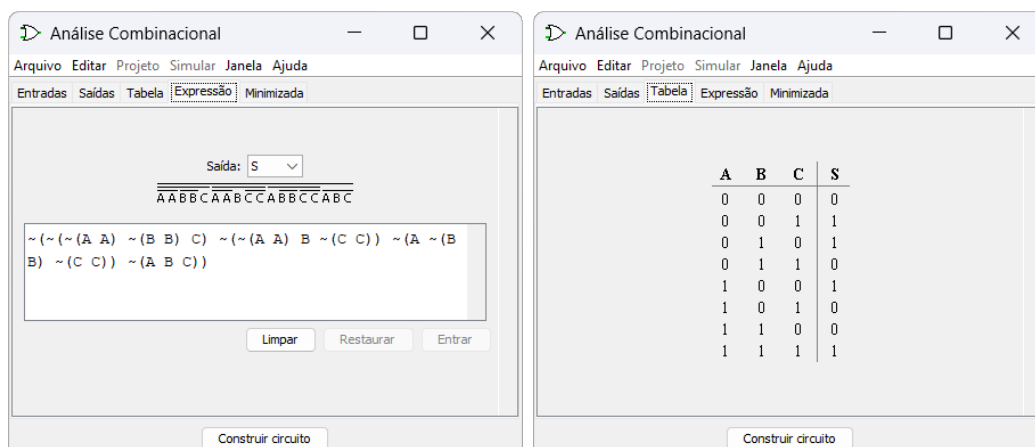 Análise Combinacional
Arquivo Editar Projeto Simular Janela Ajuda
Entradas Saídas Tabela Expressão Minimizada
Saída: S
A A B B C A A B C C A B B C C A B C
~(~(~(A A) ~(B B) C) ~(~(A A) B ~(C C)) ~(A ~(B
B) ~(C C)) ~(A B C))
Limpar Restaurar Entrar
Construir circuito
Análise Combinacional
Arquivo Editar Projeto Simular Janela Ajuda
Entradas Saídas Tabela Expressão Minimizada
A B C S
0 0 0 0
0 0 1 1
0 1 0 1
0 1 1 0
1 0 0 1
1 0 1 0
1 1 0 0
1 1 1 1
Construir circuito